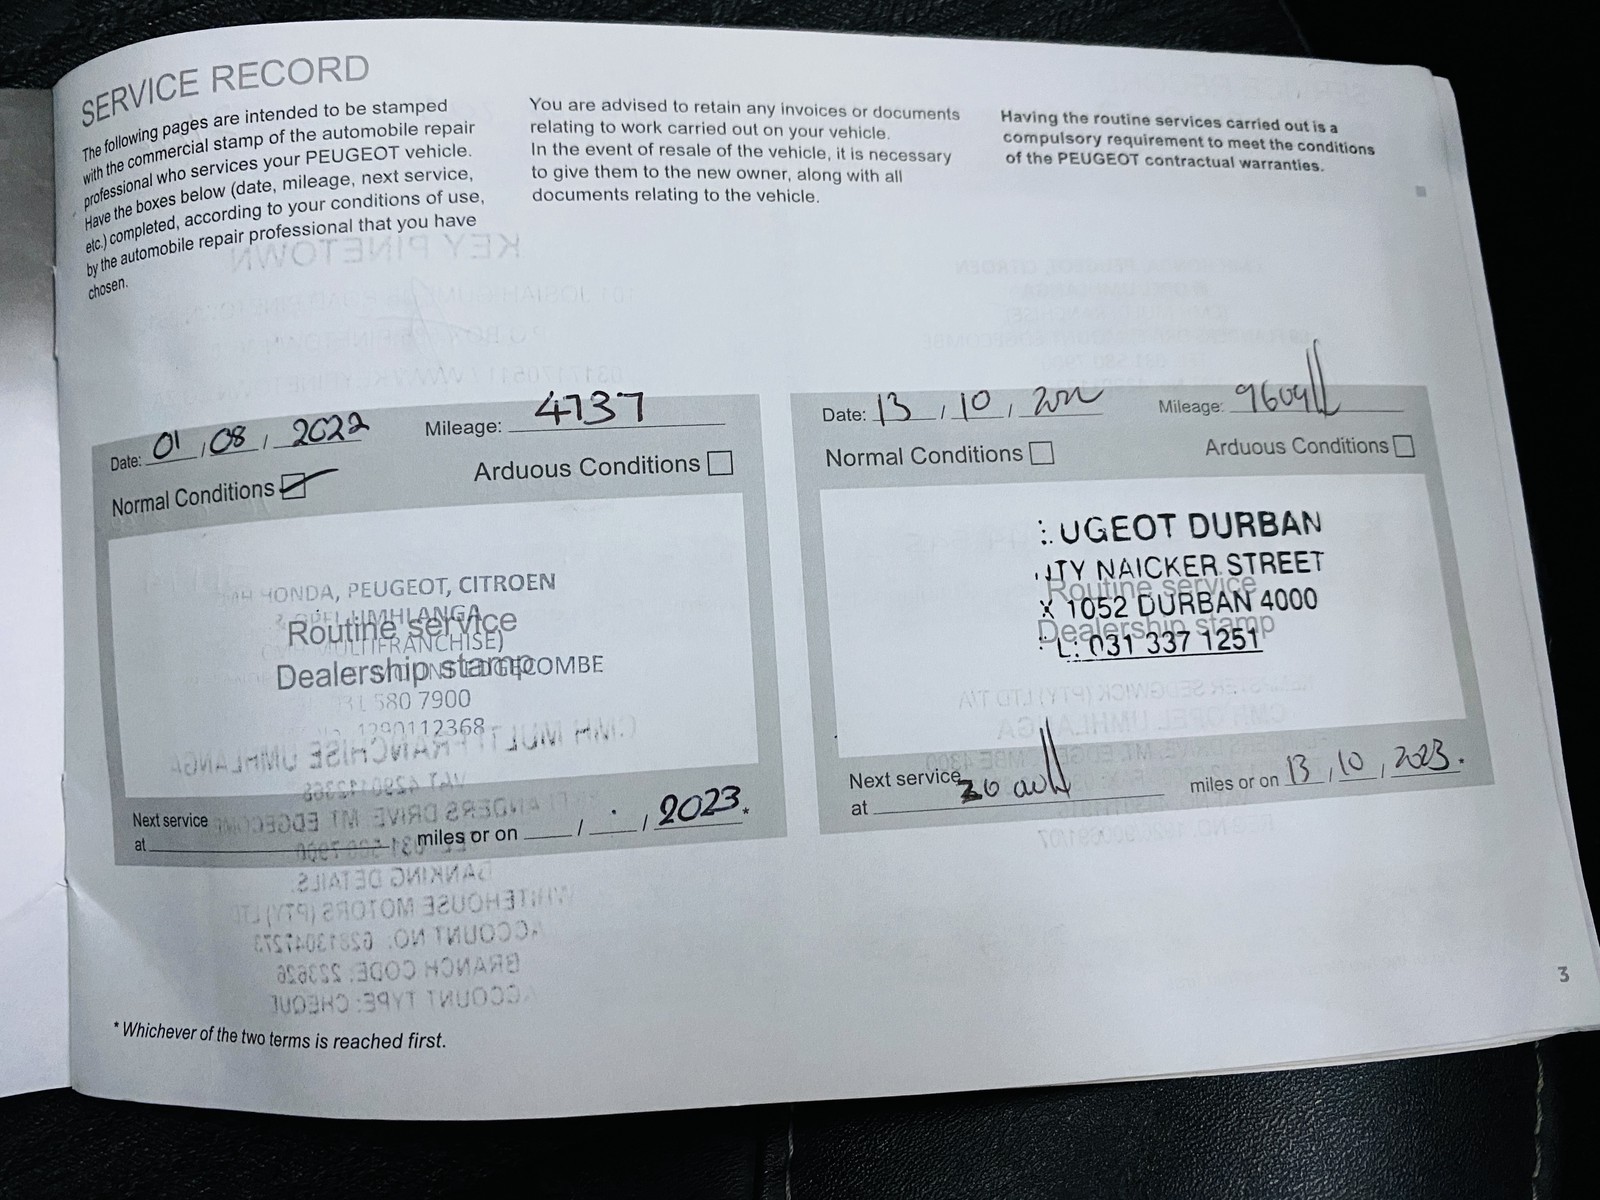 SERVICE RECORD
The following pages are intended to be stamped
with the commercial stamp of the automobile repair
professional who services your PEUGEOT vehicle.
Have the boxes below (date, mileage, next service,
etc.) completed, according to your conditions of use,
by the automobile repair professional that you have
chosen.
You are advised to retain any invoices or documents
relating to work carried out on your vehicle.
In the event of resale of the vehicle, it is necessary
to give them to the new owner, along with all
documents relating to the vehicle.
Having the routine services carried out is a
compulsory requirement to meet the conditions
of the PEUGEOT contractual warranties.
Date: 01 / 08 / 2022 Mileage: 4737
Normal Conditions Arduous Conditions
HONDA, PEUGEOT, CITROEN
UMHLANGA
Routine service
MULTIFRANCHISE)
Dealership stamp EDGECOMBE
580 7900
Next service
at miles or on / / 2023.*
Date: 13 / 10 / 2022 Mileage: 9609
Normal Conditions Arduous Conditions
UGEOT DURBAN
ITY NAICKER STREET
Routine service
X 1052 DURBAN 4000
Dealership stamp
L: 031 337 1251
Next service
at miles or on 13 / 10 / 2023.
* Whichever of the two terms is reached first.
3